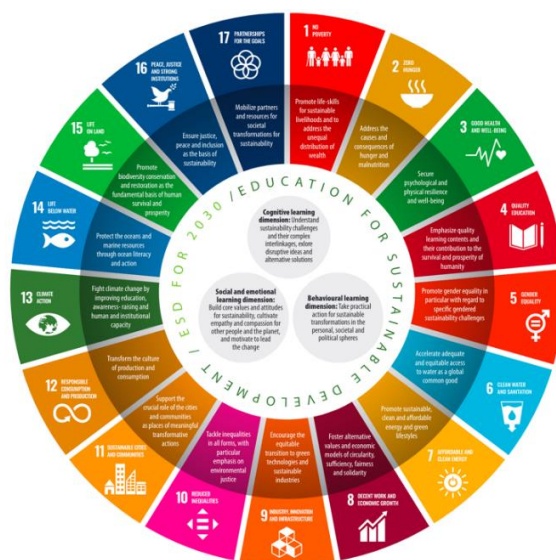 1 NO
POVERTY
Promote life-skills
for sustainable
livelihoods and to
address the
unequal
distribution of
wealth
2 ZERO
HUNGER
Address the
causes and
consequences of
hunger and
malnutrition
3 GOOD HEALTH
AND WELL-BEING
Secure
psychological and
physical resilience
and well-being
4 QUALITY
EDUCATION
Emphasize quality
learning contents and
their contribution to the
survival and prosperity
of humanity
5 GENDER
EQUALITY
Promote gender equality in
particular with regard to
specific gendered
sustainability challenges
6 CLEAN WATER
AND SANITATION
Accelerate adequate
and equitable access
to water as a global
common good
7 AFFORDABLE AND
CLEAN ENERGY
Promote sustainable,
clean and affordable
energy and green
lifestyles
8 DECENT WORK AND
ECONOMIC GROWTH
Foster alternative
values and economic
models of circularity,
sufficiency, fairness
and solidarity
9 INDUSTRY, INNOVATION
AND INFRASTRUCTURE
Encourage the
equitable
transition to green
technologies and
sustainable
industries
10 REDUCED
INEQUALITIES
Tackle inequalities
in all forms, with
particular
emphasis on
environmental
justice
11 SUSTAINABLE CITIES
AND COMMUNITIES
Support the
crucial role of the cities
and communities
as places of meaningful
transformative
actions
12 RESPONSIBLE
CONSUMPTION
AND PRODUCTION
Transform the culture
of production
and consumption
13 CLIMATE
ACTION
Fight climate change by
improving education,
awareness- raising and
human and institutional
capacity
14 LIFE
BELOW WATER
Protect the oceans and
marine resources
through ocean literacy
and action
15 LIFE
ON LAND
Promote
biodiversity conservation
and restoration as the
fundamental basis of human
survival and prosperity
16 PEACE, JUSTICE
AND STRONG
INSTITUTIONS
Ensure justice,
peace and inclusion
as the basis of
sustainability
17 PARTNERSHIPS
FOR THE GOALS
Mobilize partners
and resources for
societal
transformations for
sustainability
ESD FOR 2030 / EDUCATION FOR SUSTAINABLE DEVELOPMENT /
Cognitive learning
dimension: Understand
sustainability challenges
and their complex
interlinkages, exlore
disruptive ideas and
alternative solutions
Social and emotional
learning dimension:
Build core values and attitudes
for sustainability, cultivate
empathy and compassion for
other people and the planet,
and motivate to lead
the change
Behavioural learning
dimension: Take practical
action for sustainable
transformations in the
personal, societal and
political spheres